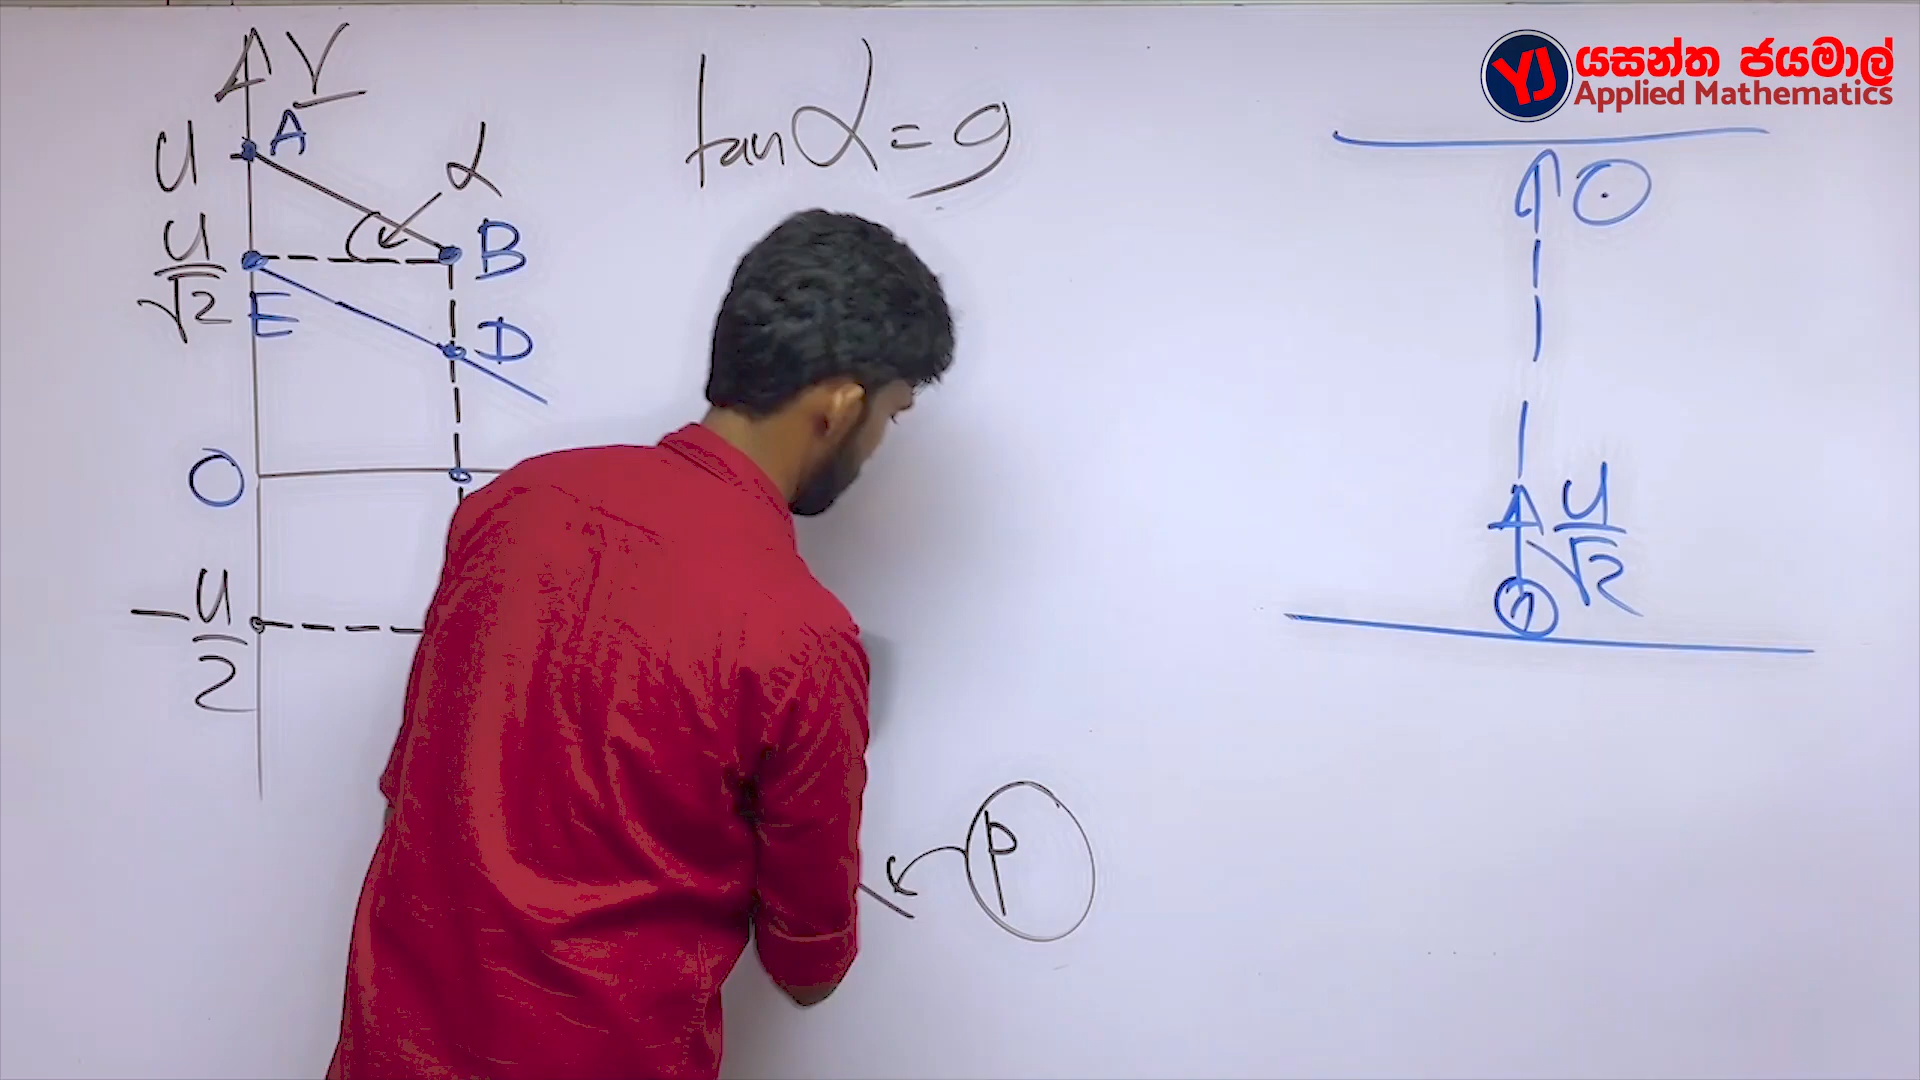 YJ යසන්ත ජයමාල්
Applied Mathematics
V
A
U
α
tan α = g
U/√2
B
E
D
O
-U/2
U/√2
P